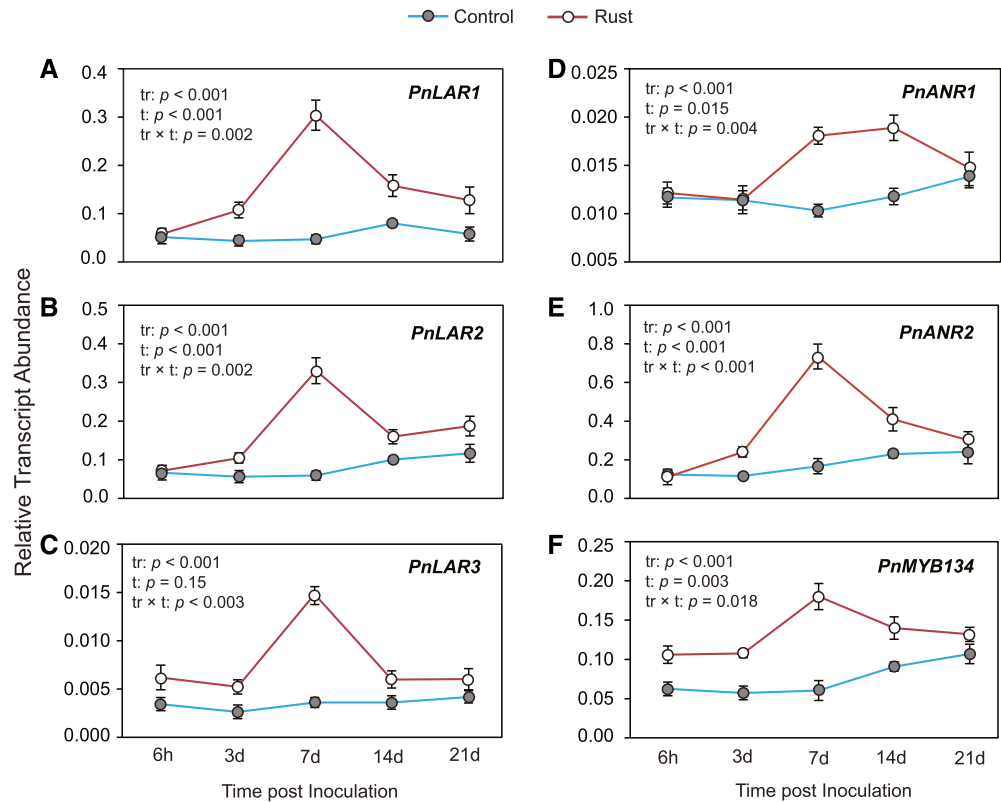 Control Rust
Relative Transcript Abundance
A
PnLAR1
tr: p < 0.001
t: p < 0.001
tr × t: p = 0.002
0.4
0.3
0.2
0.1
0.0
B
PnLAR2
tr: p < 0.001
t: p < 0.001
tr × t: p = 0.002
0.5
0.4
0.3
0.2
0.1
0.0
C
PnLAR3
tr: p < 0.001
t: p = 0.15
tr × t: p < 0.003
0.020
0.015
0.010
0.005
0.000
6h 3d 7d 14d 21d
Time post Inoculation
D
PnANR1
tr: p < 0.001
t: p = 0.015
tr × t: p = 0.004
0.025
0.020
0.015
0.010
0.005
E
PnANR2
tr: p < 0.001
t: p < 0.001
tr × t: p < 0.001
1.0
0.8
0.6
0.4
0.2
0.0
F
PnMYB134
tr: p < 0.001
t: p = 0.003
tr × t: p = 0.018
0.25
0.20
0.15
0.10
0.05
0.00
6h 3d 7d 14d 21d
Time post Inoculation